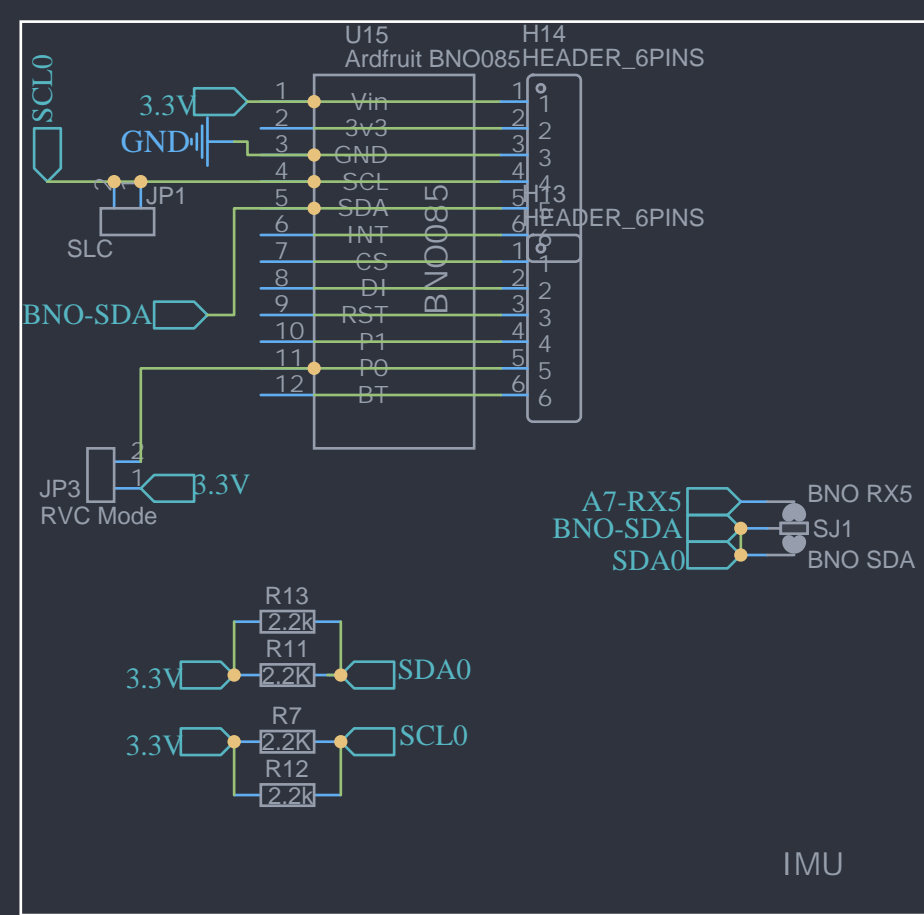 U15
H14
Ardfruit BNO085
HEADER_6PINS
SCL0
3.3V
1 Vin 1 1
2 3v3 2 2
GND
3 GND 3 3
4 SCL 4 4
2 1 JP1
5 SDA 5 5
H13
HEADER_6PINS
SLC
BNO085
6 INT 6 6
7 CS 1 1
8 DI 2 2
BNO-SDA
9 RST 3 3
10 P1 4 4
11 P0 5 5
12 BT 6 6
2
1
JP3
3.3V
RVC Mode
A7-RX5
BNO RX5
BNO-SDA
SJ1
SDA0
BNO SDA
R13
2.2k
R11
3.3V
2.2K
SDA0
R7
3.3V
2.2K
SCL0
R12
2.2k
IMU